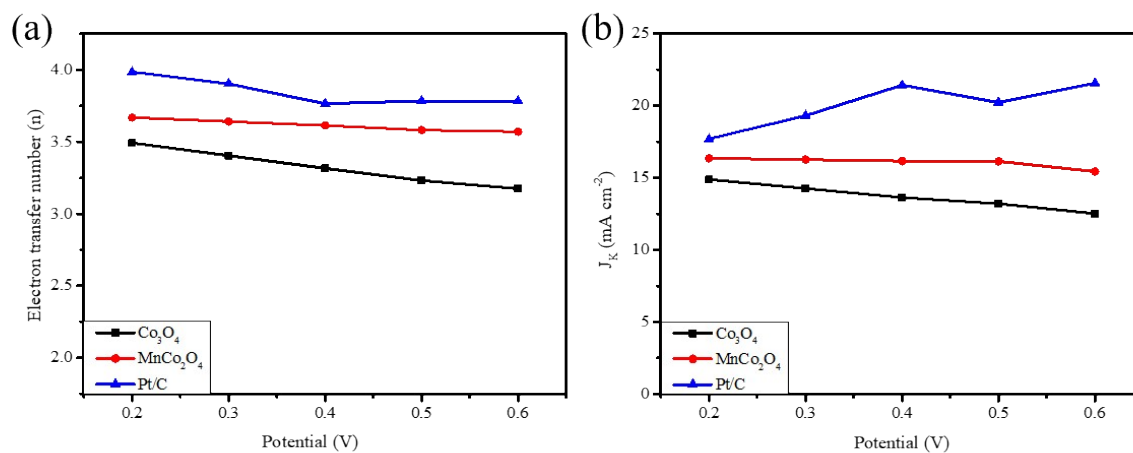 (a)
4.0
3.5
3.0
2.5
2.0
Electron transfer number (n)
Co₃O₄
MnCo₂O₄
Pt/C
0.2 0.3 0.4 0.5 0.6
Potential (V)
(b)
25
20
15
10
5
0
J_K (mA cm⁻²)
Co₃O₄
MnCo₂O₄
Pt/C
0.2 0.3 0.4 0.5 0.6
Potential (V)